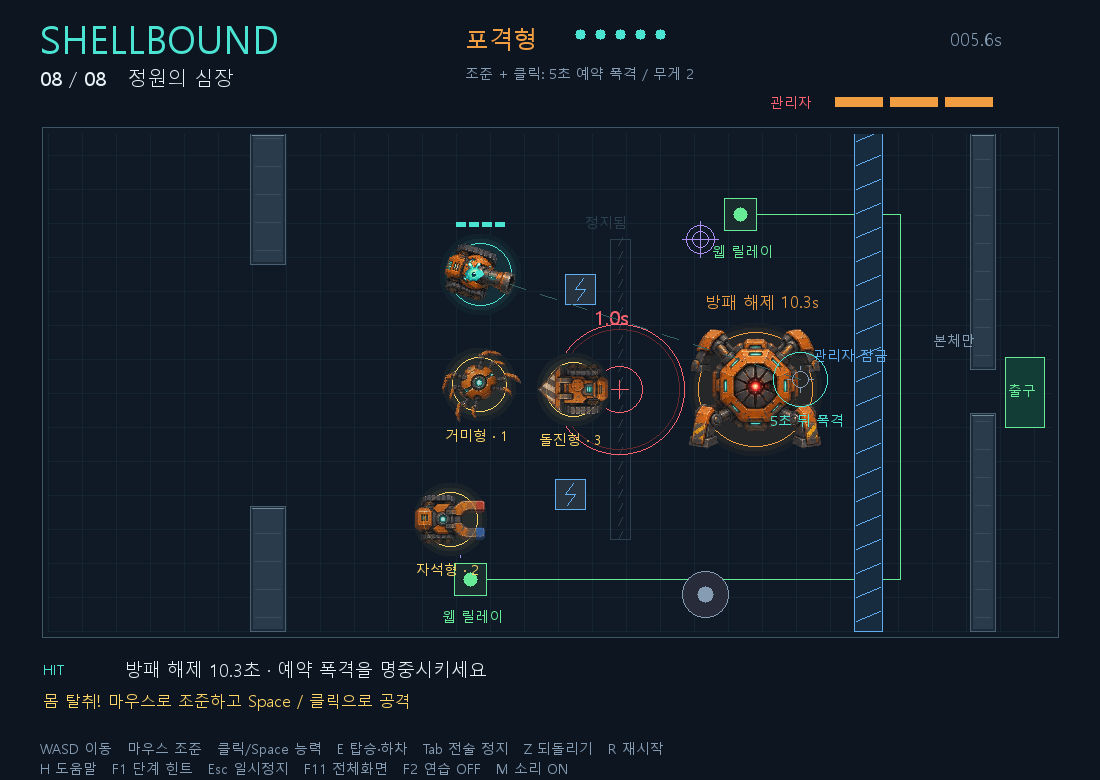 SHELLBOUND
포격형
005.6s
08 / 08 정원의 심장
조준 + 클릭: 5초 예약 폭격 / 무게 2
관리자
정지됨
웹 릴레이
방패 해제 10.3s
1.0s
본체만
관리자 잠금
출구
5초 뒤 폭격
거미형 · 1
돌진형 · 3
자석형 · 2
웹 릴레이
HIT
방패 해제 10.3초 · 예약 폭격을 명중시키세요
몸 탈취! 마우스로 조준하고 Space / 클릭으로 공격
WASD 이동 마우스 조준 클릭/Space 능력 E 탑승·하차 Tab 전술 정지 Z 되돌리기 R 재시작
H 도움말 F1 단계 힌트 Esc 일시정지 F11 전체화면 F2 연습 OFF M 소리 ON